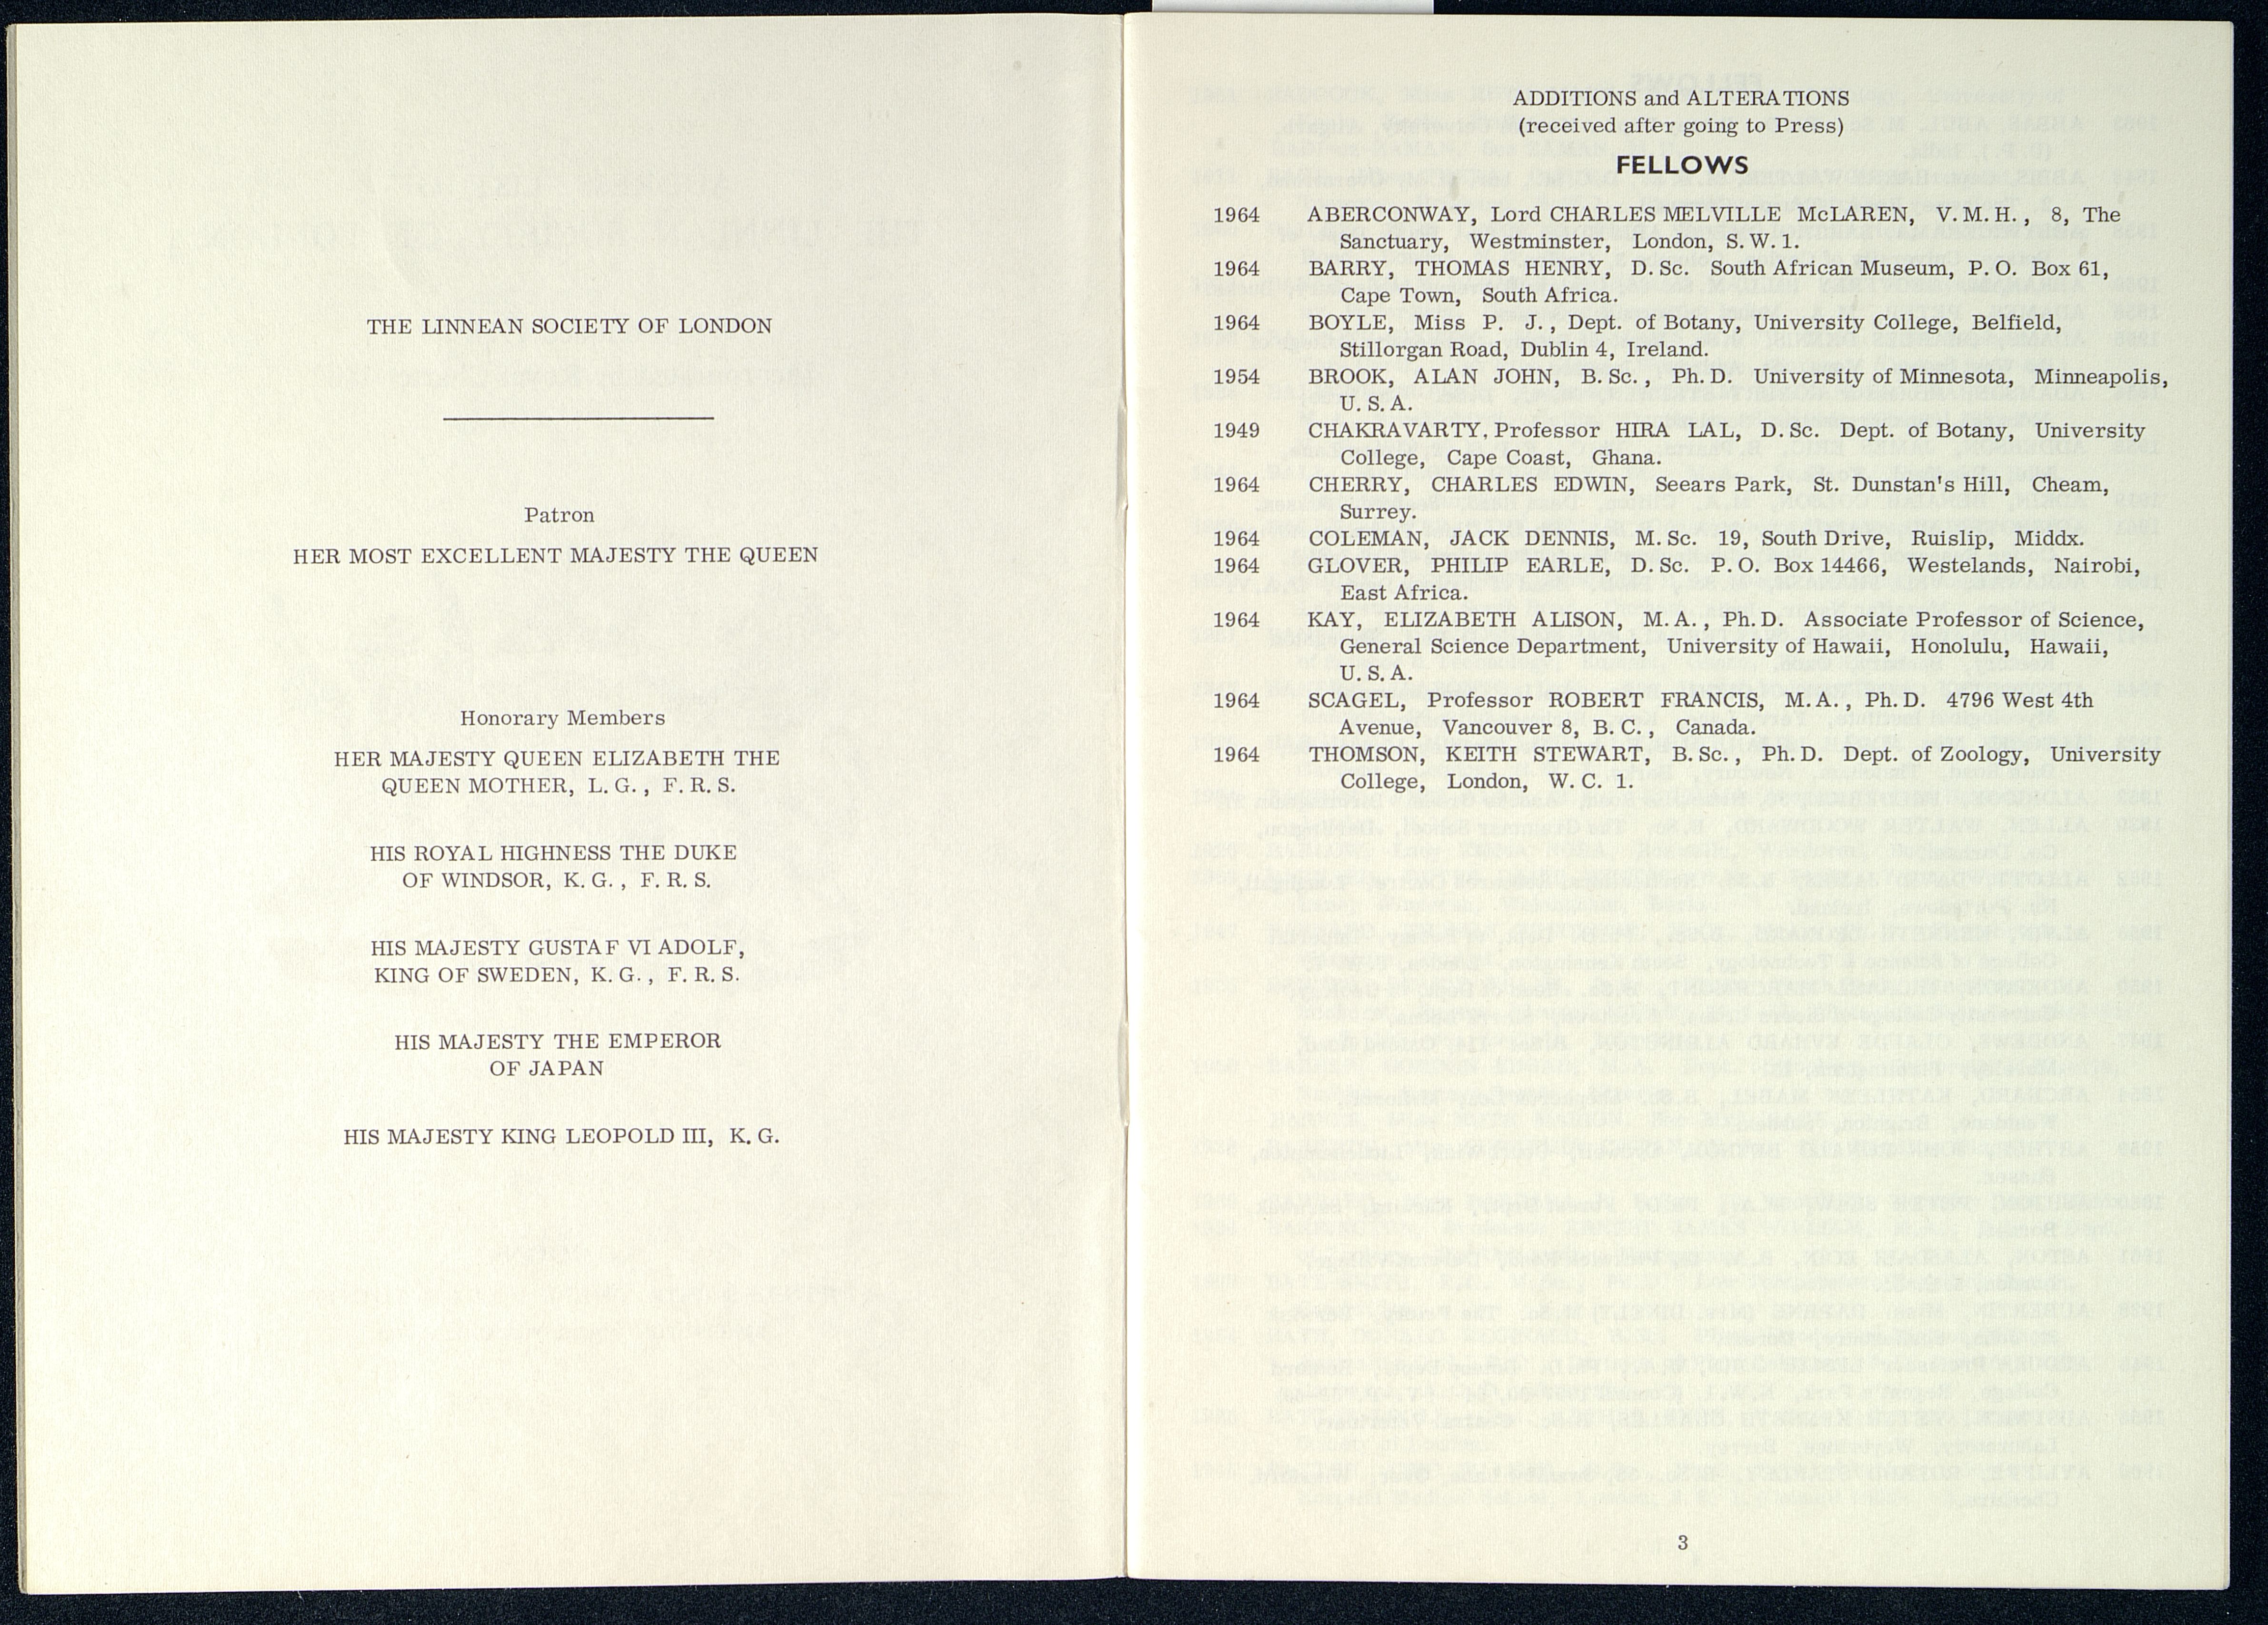 THE LINNEAN SOCIETY OF LONDON
Patron
HER MOST EXCELLENT MAJESTY THE QUEEN
Honorary Members
HER MAJESTY QUEEN ELIZABETH THE
QUEEN MOTHER, L.G., F.R.S.
HIS ROYAL HIGHNESS THE DUKE
OF WINDSOR, K.G., F.R.S.
HIS MAJESTY GUSTAF VI ADOLF,
KING OF SWEDEN, K.G., F.R.S.
HIS MAJESTY THE EMPEROR
OF JAPAN
HIS MAJESTY KING LEOPOLD III, K.G.
ADDITIONS and ALTERATIONS
(received after going to Press)
FELLOWS
1964 ABERCONWAY, Lord CHARLES MELVILLE McLAREN, V.M.H., 8, The
Sanctuary, Westminster, London, S.W.1.
1964 BARRY, THOMAS HENRY, D.Sc. South African Museum, P.O. Box 61,
Cape Town, South Africa.
1964 BOYLE, Miss P. J., Dept. of Botany, University College, Belfield,
Stillorgan Road, Dublin 4, Ireland.
1954 BROOK, ALAN JOHN, B.Sc., Ph.D. University of Minnesota, Minneapolis,
U.S.A.
1949 CHAKRAVARTY, Professor HIRA LAL, D.Sc. Dept. of Botany, University
College, Cape Coast, Ghana.
1964 CHERRY, CHARLES EDWIN, Seears Park, St. Dunstan's Hill, Cheam,
Surrey.
1964 COLEMAN, JACK DENNIS, M.Sc. 19, South Drive, Ruislip, Middx.
1964 GLOVER, PHILIP EARLE, D.Sc. P.O. Box 14466, Westelands, Nairobi,
East Africa.
1964 KAY, ELIZABETH ALISON, M.A., Ph.D. Associate Professor of Science,
General Science Department, University of Hawaii, Honolulu, Hawaii,
U.S.A.
1964 SCAGEL, Professor ROBERT FRANCIS, M.A., Ph.D. 4796 West 4th
Avenue, Vancouver 8, B.C., Canada.
1964 THOMSON, KEITH STEWART, B.Sc., Ph.D. Dept. of Zoology, University
College, London, W.C. 1.
3